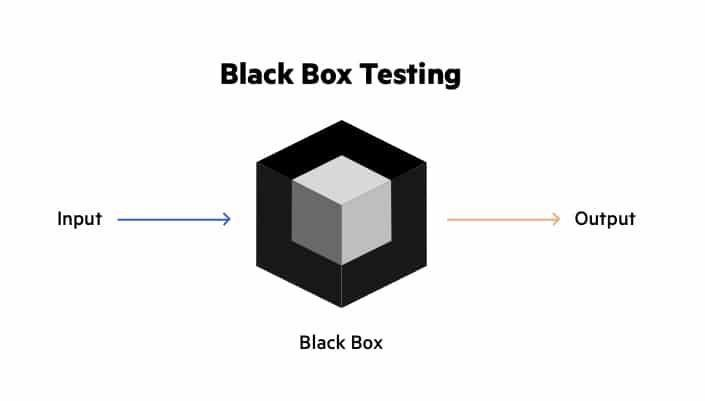 Black Box Testing
Input
Output
Black Box